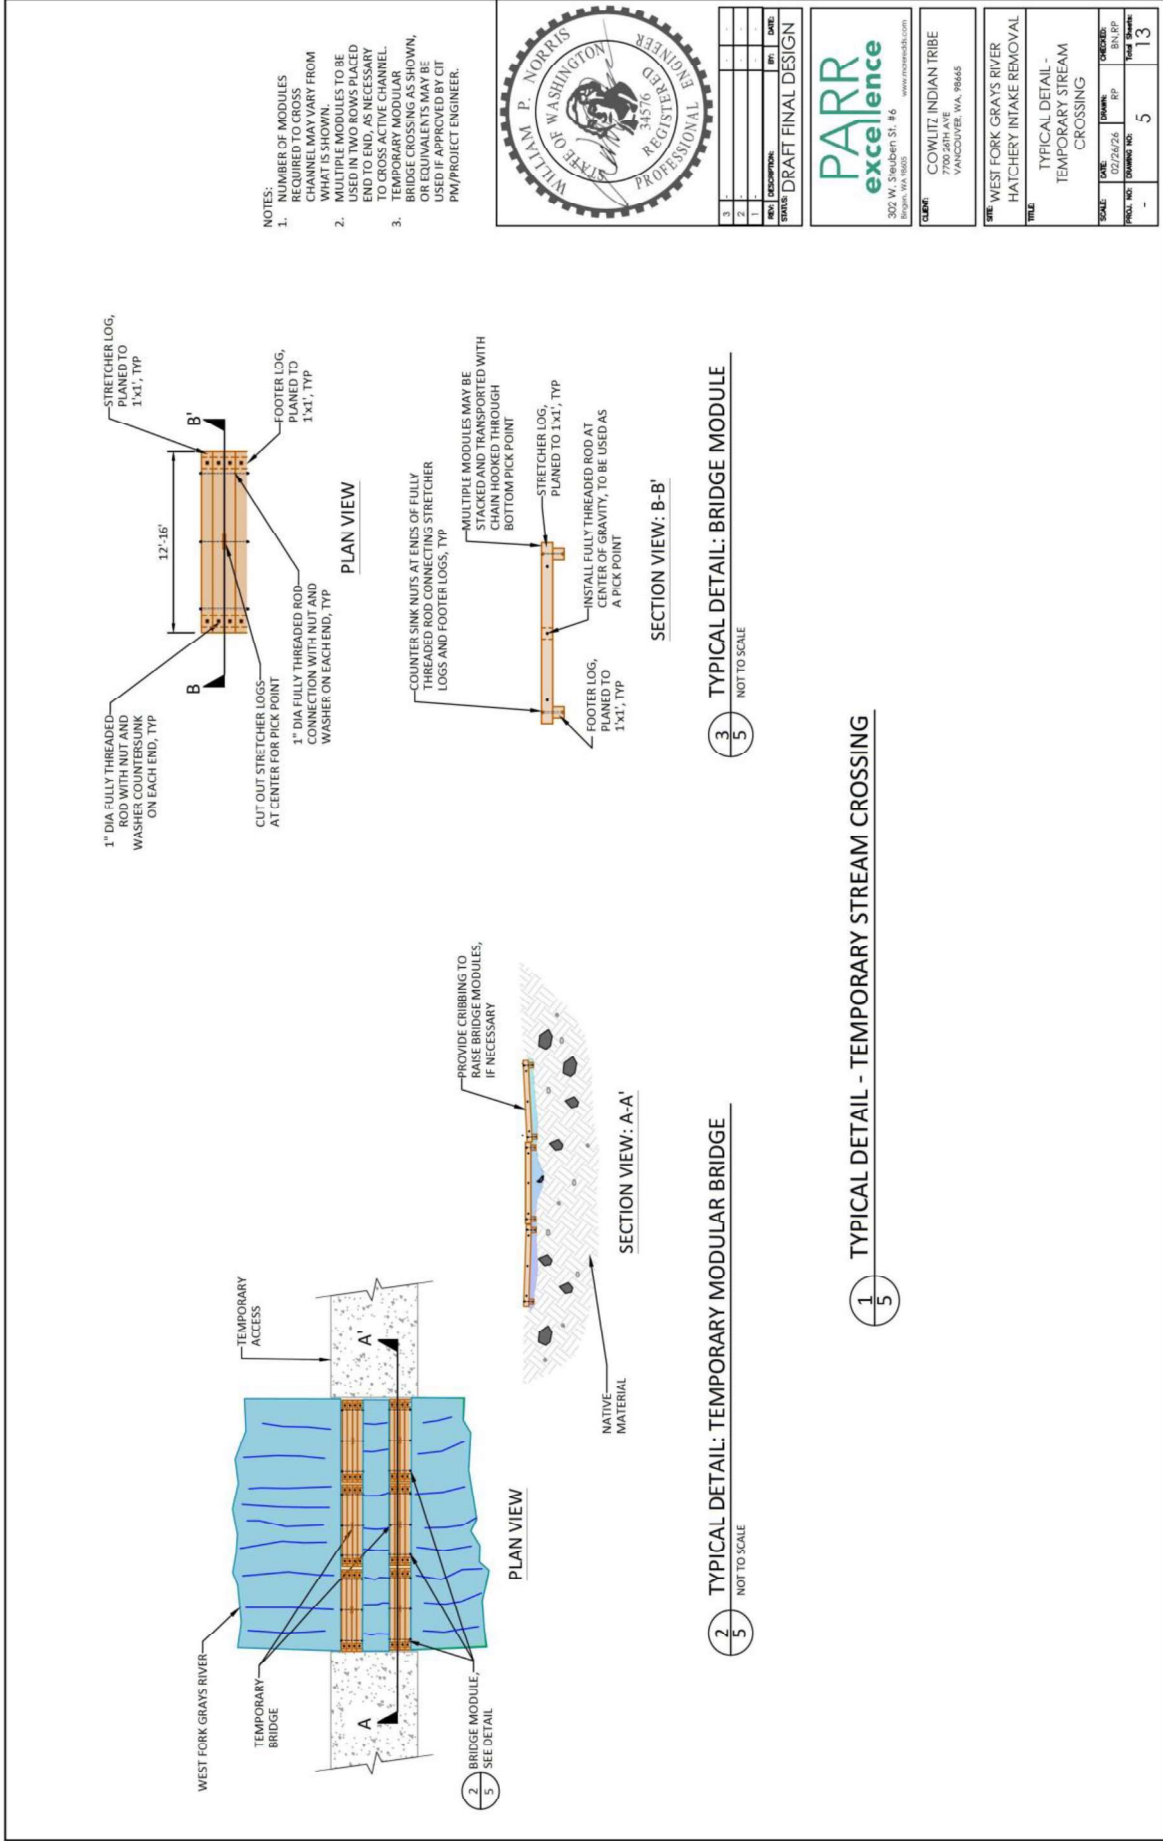 WEST FORK GRAYS RIVER
TEMPORARY
BRIDGE
2
5
BRIDGE MODULE,
SEE DETAIL
TEMPORARY
ACCESS
A
A'
PLAN VIEW
PROVIDE CRIBBING TO
RAISE BRIDGE MODULES,
IF NECESSARY
NATIVE
MATERIAL
SECTION VIEW: A-A'
2
5
TYPICAL DETAIL: TEMPORARY MODULAR BRIDGE
NOT TO SCALE
1" DIA FULLY THREADED
ROD WITH NUT AND
WASHER COUNTERSUNK
ON EACH END, TYP
12'-16'
STRETCHER LOG,
PLANED TO
1'x1', TYP
B
B'
CUT OUT STRETCHER LOGS
AT CENTER FOR PICK POINT
1" DIA FULLY THREADED ROD
CONNECTION WITH NUT AND
WASHER ON EACH END, TYP
FOOTER LOG,
PLANED TO
1'x1', TYP
PLAN VIEW
COUNTER SINK NUTS AT ENDS OF FULLY
THREADED ROD CONNECTING STRETCHER
LOGS AND FOOTER LOGS, TYP
MULTIPLE MODULES MAY BE
STACKED AND TRANSPORTED WITH
CHAIN HOOKED THROUGH
BOTTOM PICK POINT
STRETCHER LOG,
PLANED TO 1'x1', TYP
FOOTER LOG,
PLANED TO
1'x1', TYP
INSTALL FULLY THREADED ROD AT
CENTER OF GRAVITY, TO BE USED AS
A PICK POINT
SECTION VIEW: B-B'
3
5
TYPICAL DETAIL: BRIDGE MODULE
NOT TO SCALE
1
5
TYPICAL DETAIL - TEMPORARY STREAM CROSSING
NOTES:
1. NUMBER OF MODULES
REQUIRED TO CROSS
CHANNEL MAY VARY FROM
WHAT IS SHOWN.
2. MULTIPLE MODULES TO BE
USED IN TWO ROWS PLACED
END TO END, AS NECESSARY
TO CROSS ACTIVE CHANNEL.
3. TEMPORARY MODULAR
BRIDGE CROSSING AS SHOWN,
OR EQUIVALENTS MAY BE
USED IF APPROVED BY CIT
PM/PROJECT ENGINEER.
WILLIAM P. NORRIS
STATE OF WASHINGTON
34576
REGISTERED
PROFESSIONAL ENGINEER
3 - - -
2 - - -
1 - - -
REV: DESCRIPTION: BY: DATE:
STATUS: DRAFT FINAL DESIGN
PARR
excellence
302 W. Steuben St. #6
Bingen, WA 98605
CLIENT:
COWLITZ INDIAN TRIBE
7700 26TH AVE
VANCOUVER, WA, 98665
SITE:
WEST FORK GRAYS RIVER
HATCHERY INTAKE REMOVAL
TITLE:
TYPICAL DETAIL -
TEMPORARY STREAM
CROSSING
SCALE: DATE: DRAWN: CHECKED:
02/26/26 RP BN,RP
PROJ. NO: DRAWING NO: Total Sheets:
- 5 13